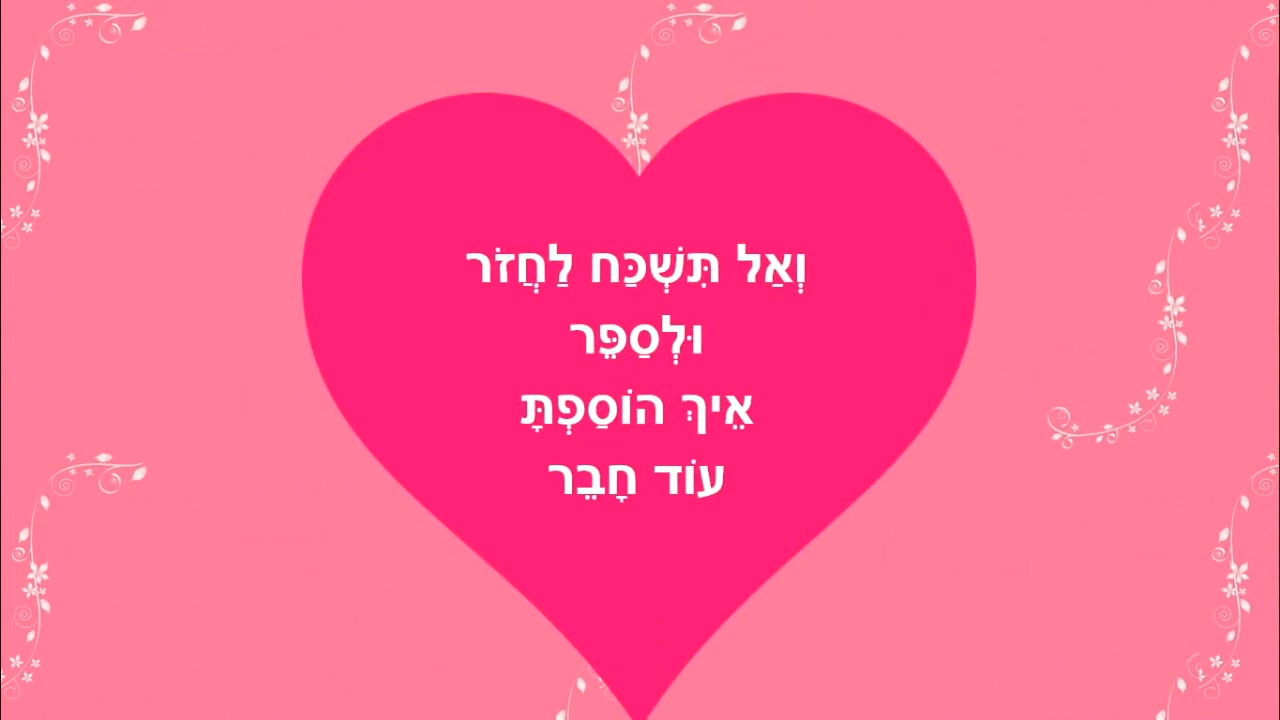 וְאַל תִּשְׁכַּח לַחֲזֹר
וּלְסַפֵּר
אֵיךְ הוֹסַפְתָּ
עוֹד חָבֵר